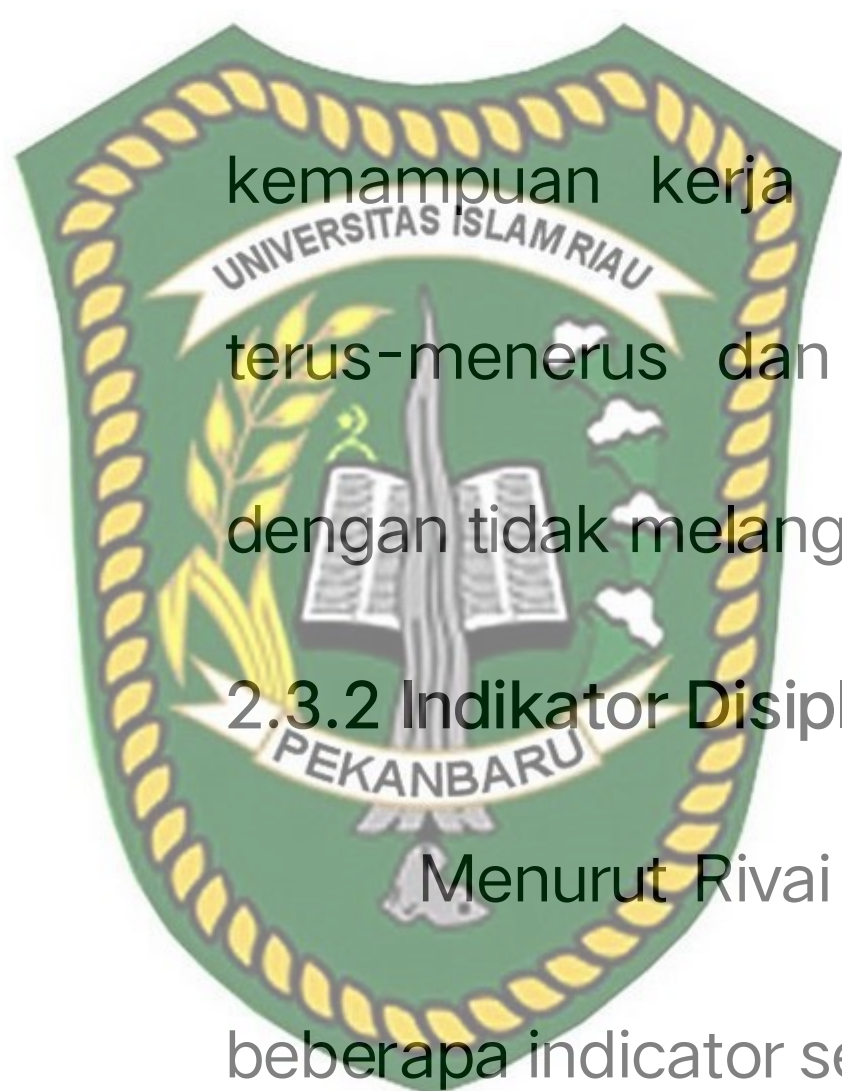 kemampuan kerja
UNIVERSITAS ISLAM RIAU
terus-menerus dan
dengan tidak melang
2.3.2 Indikator Disipl
PEKANBARU
Menurut Rivai
beberapa indicator se